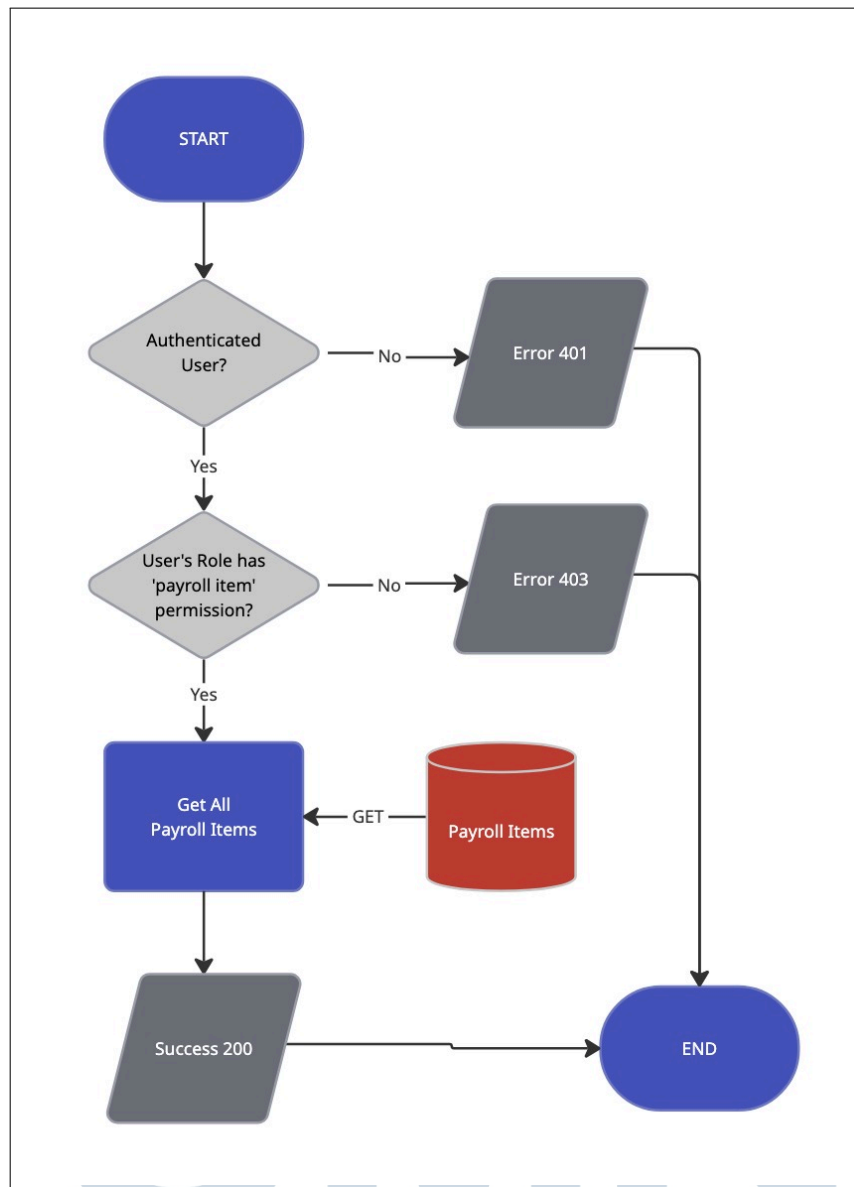 START
Authenticated
User?
No
Error 401
Yes
User's Role has
'payroll item'
permission?
No
Error 403
Yes
Get All
Payroll Items
GET
Payroll Items
Success 200
END